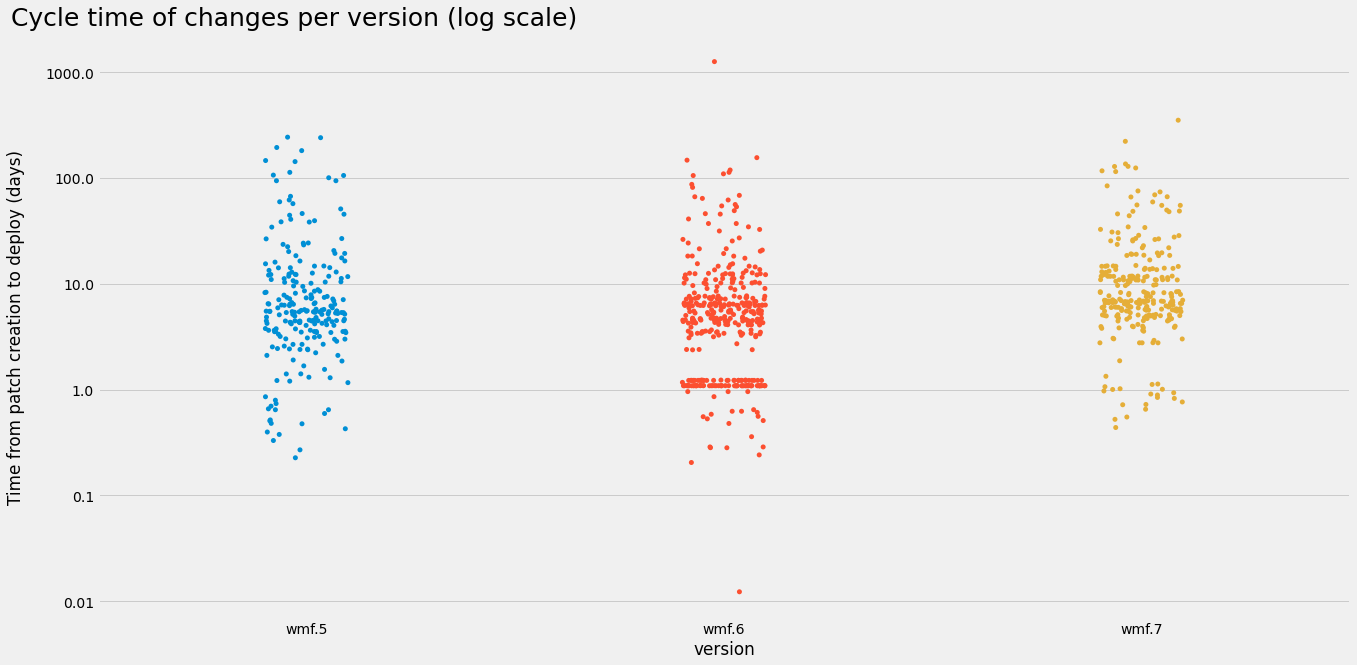 Cycle time of changes per version (log scale)
Time from patch creation to deploy (days)
1000.0
100.0
10.0
1.0
0.1
0.01
wmf.5 wmf.6 wmf.7
version